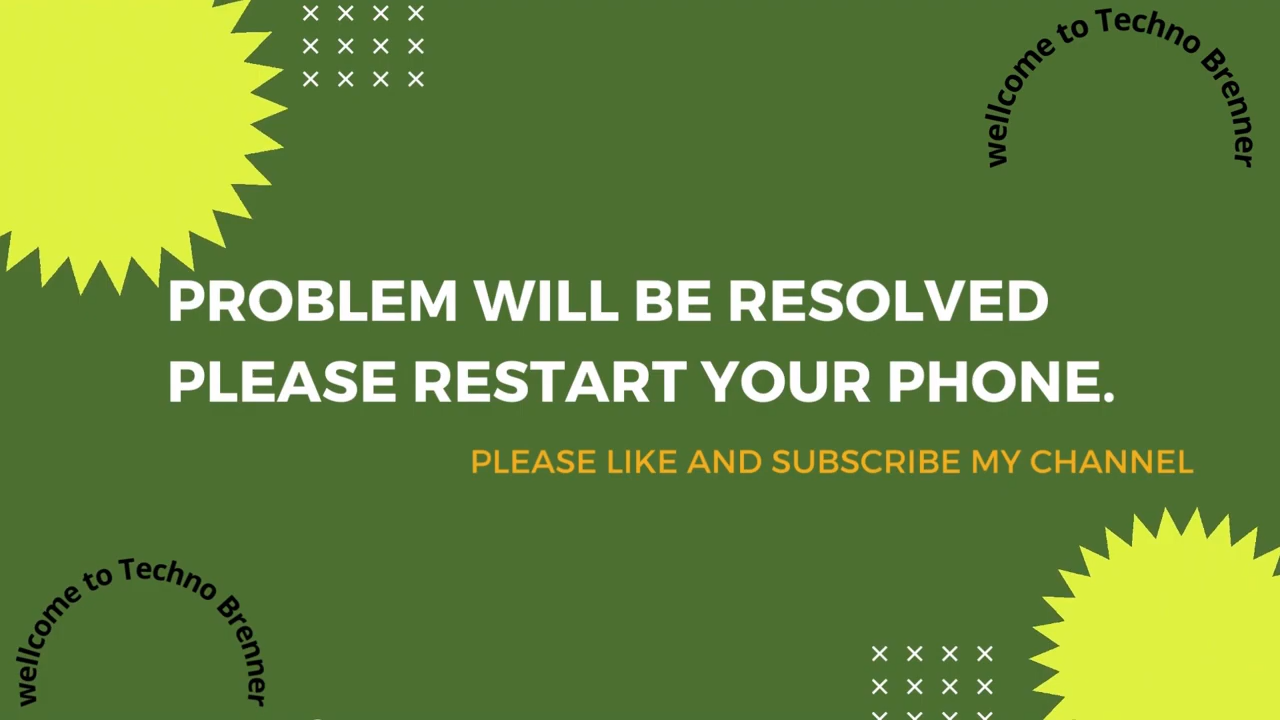 wellcome to Techno Brenner
PROBLEM WILL BE RESOLVED
PLEASE RESTART YOUR PHONE.
PLEASE LIKE AND SUBSCRIBE MY CHANNEL
wellcome to Techno Brenner